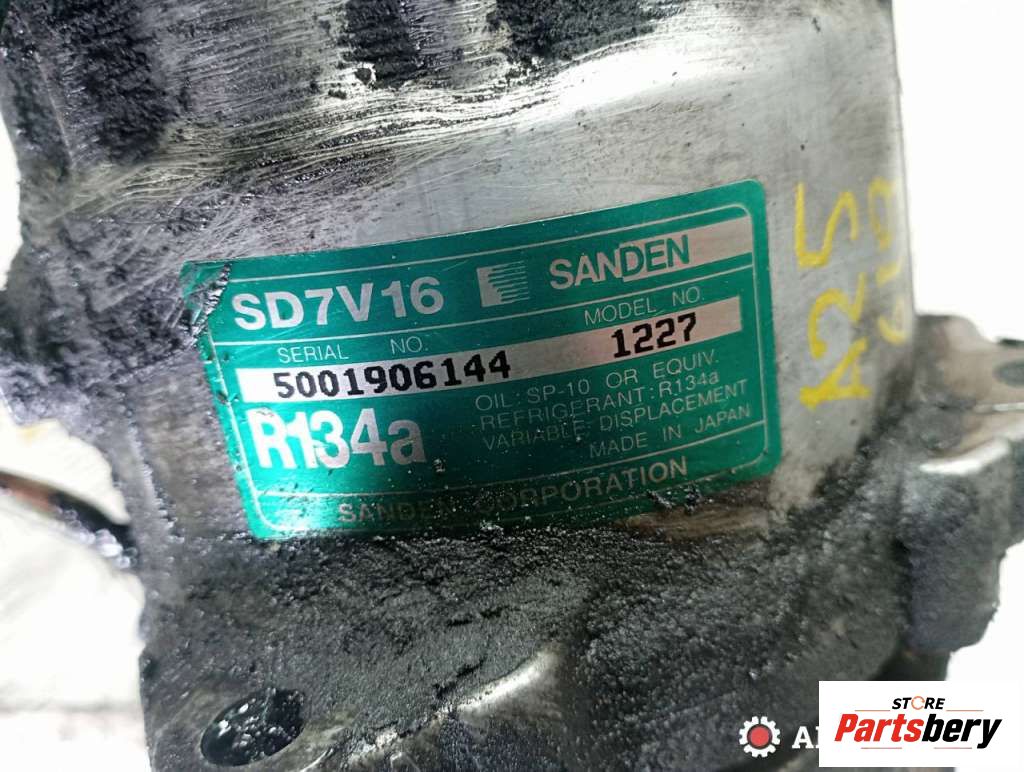 SD7V16 SANDEN
SERIAL NO. MODEL NO.
5001906144 1227
R134a
OIL: SP-10 OR EQUIV.
REFRIGERANT: R134a
VARIABLE-DISPLACEMENT
MADE IN JAPAN
SANDEN CORPORATION
A25
STORE
Partsbery